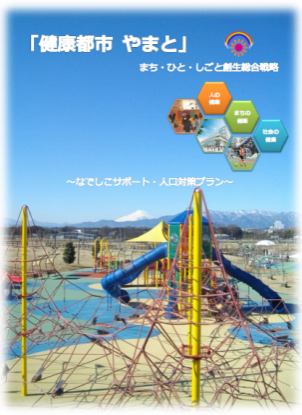 「健康都市 やまと」
まち・ひと・しごと創生総合戦略
人の
健康
まちの
健康
社会の
健康
～なでしこサポート・人口対策プラン～